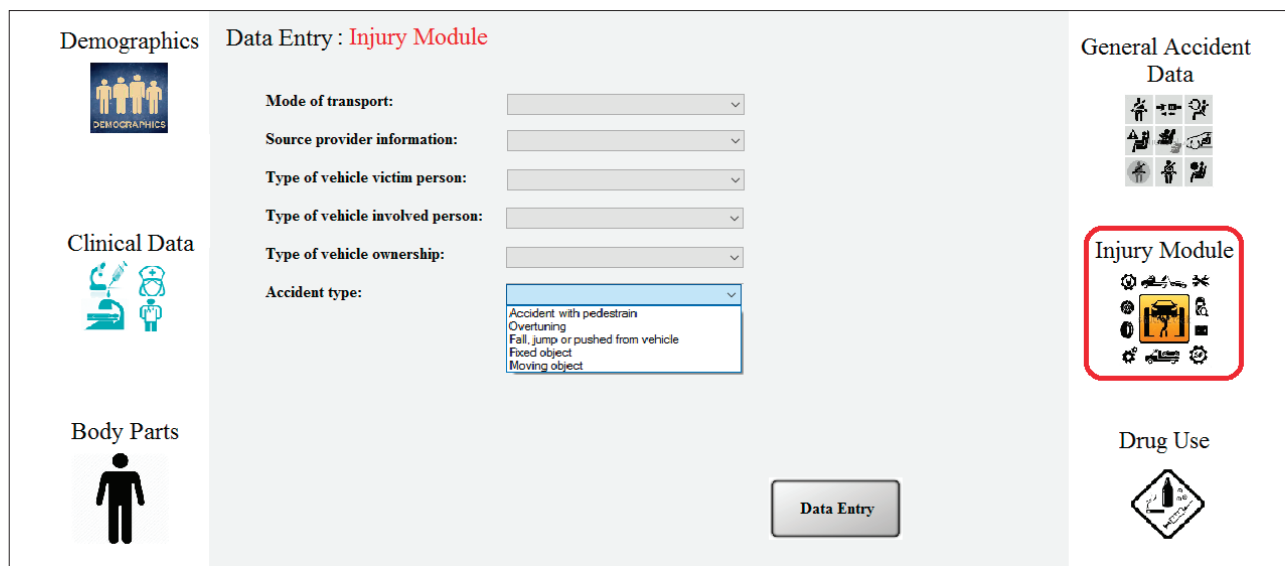 Demographics
DEMOGRAPHICS
Clinical Data
Body Parts
Data Entry : Injury Module
Mode of transport:
Source provider information:
Type of vehicle victim person:
Type of vehicle involved person:
Type of vehicle ownership:
Accident type:
Accident with pedestrain
Overtuning
Fall, jump or pushed from vehicle
Fixed object
Moving object
Data Entry
General Accident
Data
Injury Module
Drug Use